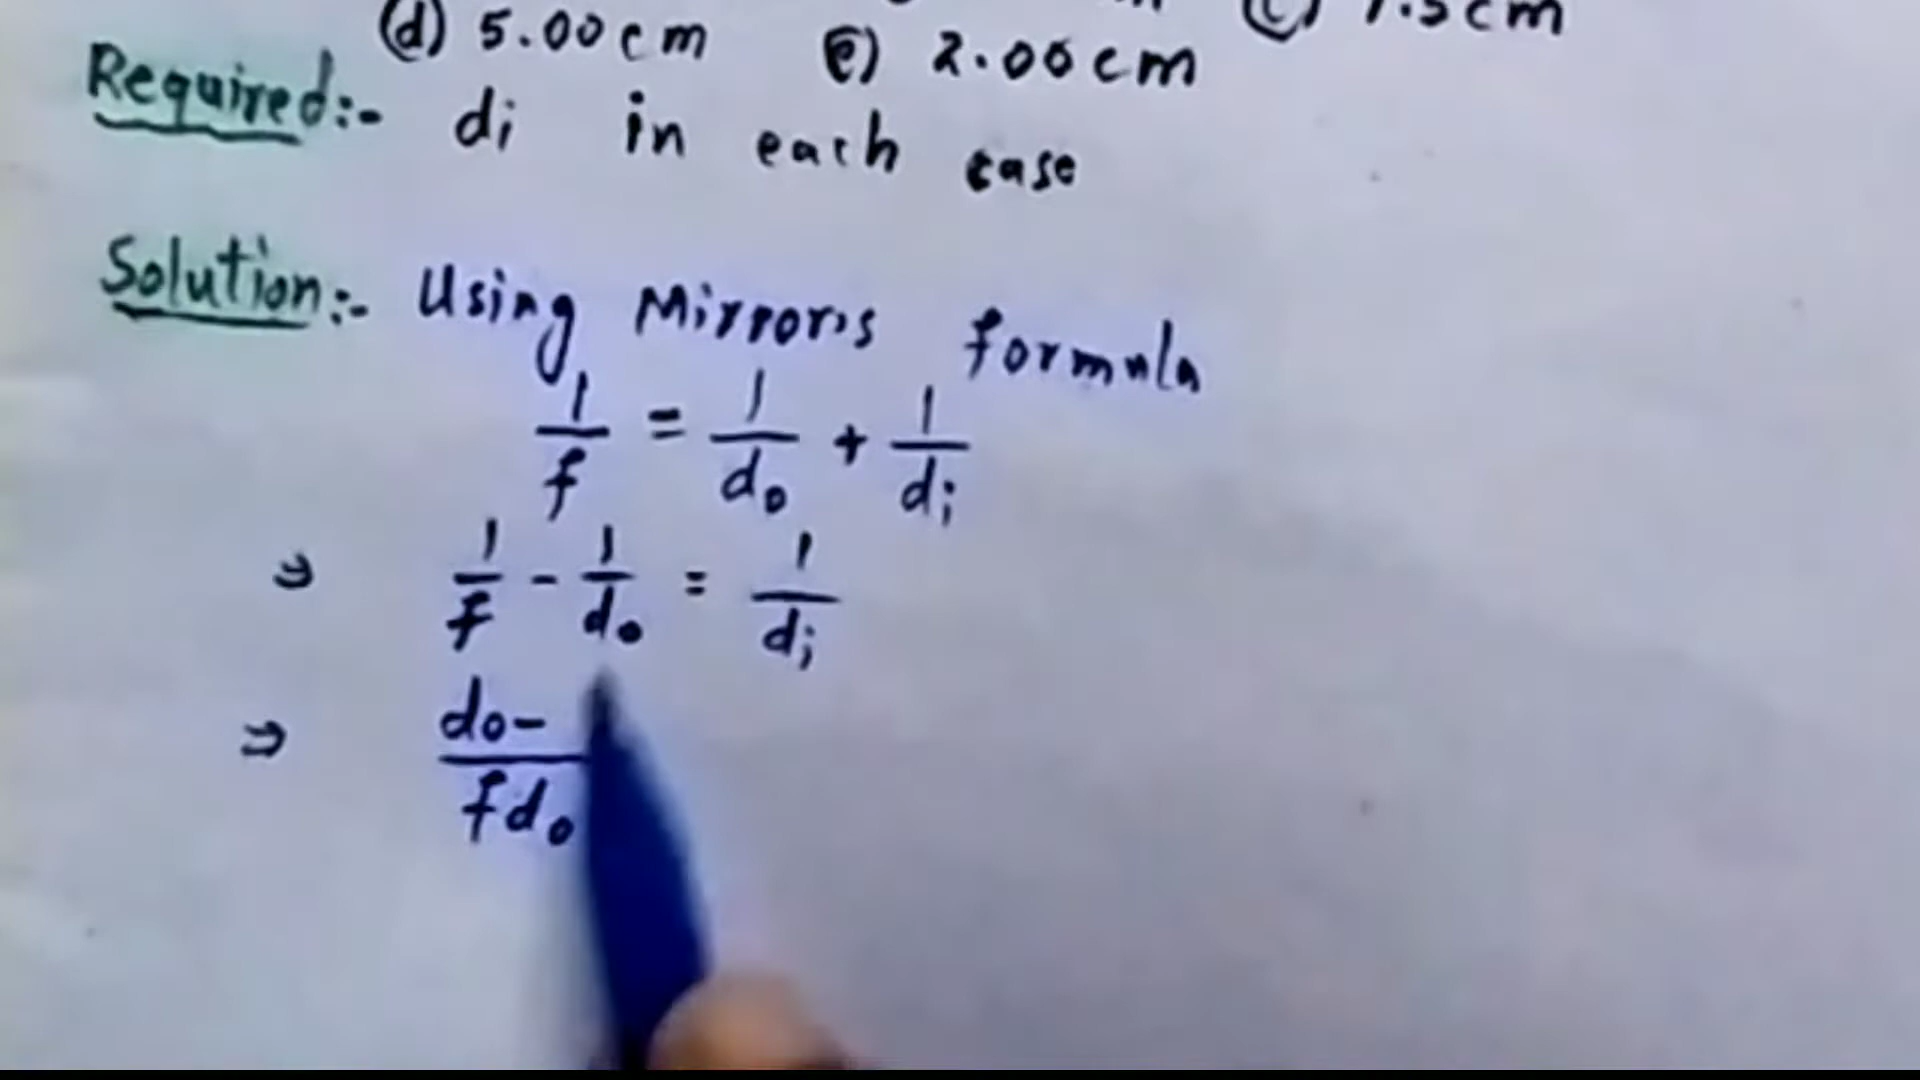 (d) 5.00 cm (e) 2.00 cm
Required:- di in each case
Solution:- Using Mirrors formula
1/f = 1/do + 1/di
⇒ 1/f - 1/do = 1/di
⇒ do- / fdo